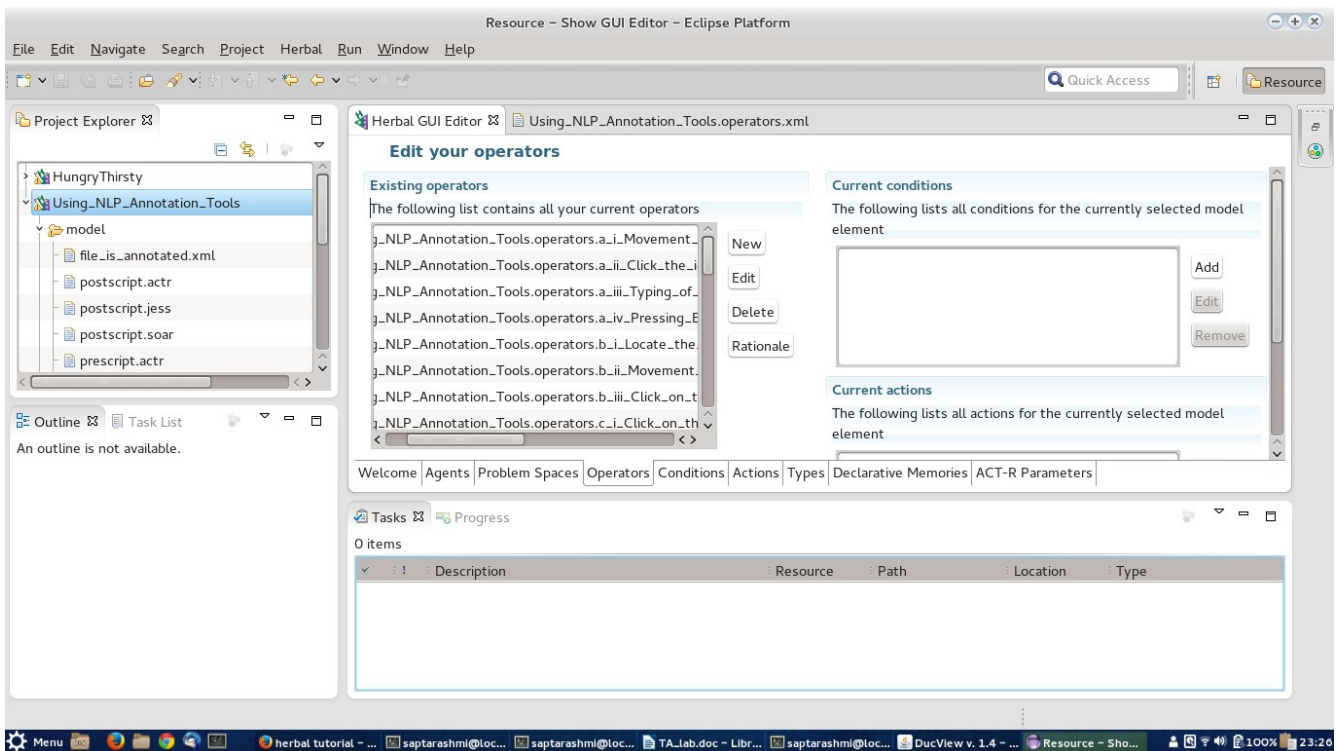 Resource - Show GUI Editor - Eclipse Platform
File Edit Navigate Search Project Herbal Run Window Help
Quick Access
Resource
Project Explorer
HungryThirsty
Using_NLP_Annotation_Tools
model
file_is_annotated.xml
postscript.actr
postscript.jess
postscript.soar
prescript.actr
Outline Task List
An outline is not available.
Herbal GUI Editor Using_NLP_Annotation_Tools.operators.xml
Edit your operators
Existing operators
The following list contains all your current operators
g_NLP_Annotation_Tools.operators.a_i_Movement_
g_NLP_Annotation_Tools.operators.a_ii_Click_the_i
g_NLP_Annotation_Tools.operators.a_iii_Typing_of_
g_NLP_Annotation_Tools.operators.a_iv_Pressing_E
g_NLP_Annotation_Tools.operators.b_i_Locate_the_
g_NLP_Annotation_Tools.operators.b_ii_Movement_
g_NLP_Annotation_Tools.operators.b_iii_Click_on_t
g_NLP_Annotation_Tools.operators.c_i_Click_on_th
New
Edit
Delete
Rationale
Current conditions
The following lists all conditions for the currently selected model
element
Add
Edit
Remove
Current actions
The following lists all actions for the currently selected model
element
Welcome Agents Problem Spaces Operators Conditions Actions Types Declarative Memories ACT-R Parameters
Tasks Progress
0 items
! Description Resource Path Location Type
Menu herbal tutorial - ... saptarashmi@loc... saptarashmi@loc... TA_lab.doc - Libr... saptarashmi@loc... DucView v. 1.4 - ... Resource - Sho... 100% 23:26